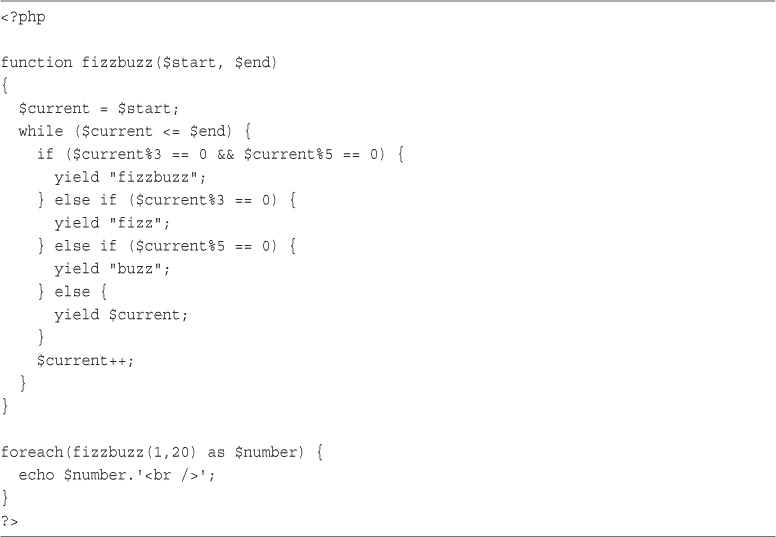 <?php

function fizzbuzz($start, $end)
{
  $current = $start;
  while ($current <= $end) {
    if ($current%3 == 0 && $current%5 == 0) {
      yield "fizzbuzz";
    } else if ($current%3 == 0) {
      yield "fizz";
    } else if ($current%5 == 0) {
      yield "buzz";
    } else {
      yield $current;
    }
    $current++;
  }
}

foreach(fizzbuzz(1,20) as $number) {
  echo $number.'<br />';
}
?>